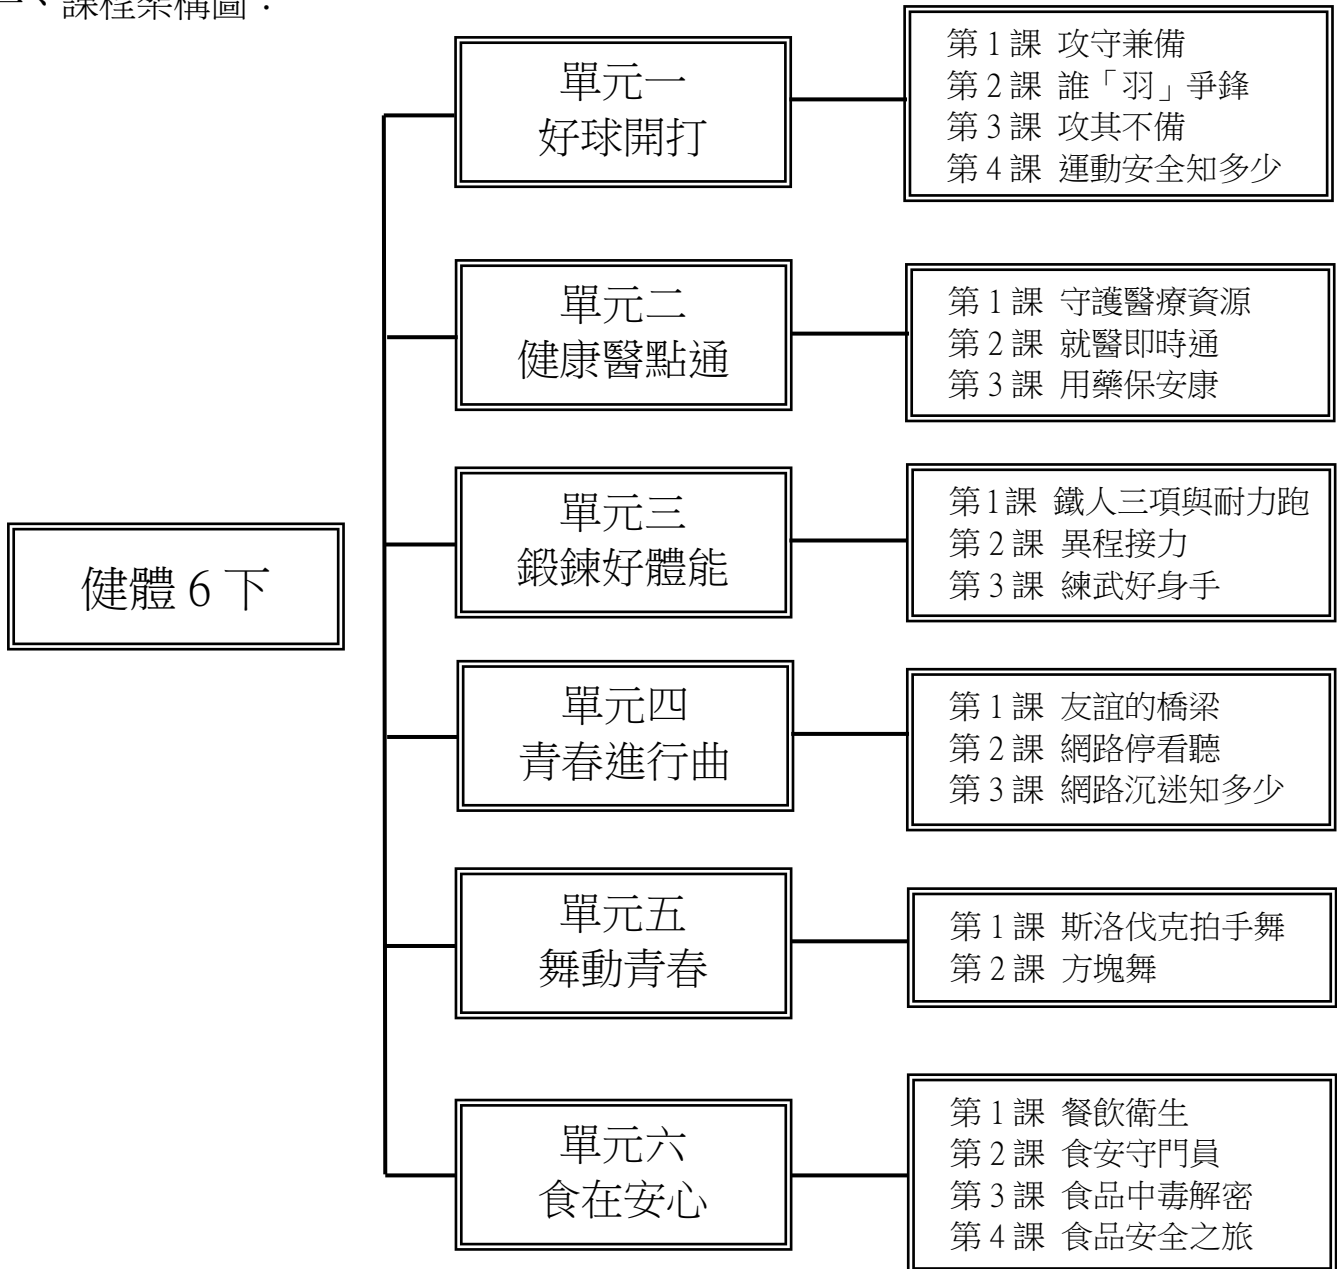 、課程架構圖：
單元一
好球開打
第 1 課 攻守兼備
第 2 課 誰「羽」爭鋒
第 3 課 攻其不備
第 4 課 運動安全知多少
單元二
健康醫點通
第 1 課 守護醫療資源
第 2 課 就醫即時通
第 3 課 用藥保安康
健體 6 下
單元三
鍛鍊好體能
第 1 課 鐵人三項與耐力跑
第 2 課 異程接力
第 3 課 練武好身手
單元四
青春進行曲
第 1 課 友誼的橋梁
第 2 課 網路停看聽
第 3 課 網路沉迷知多少
單元五
舞動青春
第 1 課 斯洛伐克拍手舞
第 2 課 方塊舞
單元六
食在安心
第 1 課 餐飲衛生
第 2 課 食安守門員
第 3 課 食品中毒解密
第 4 課 食品安全之旅